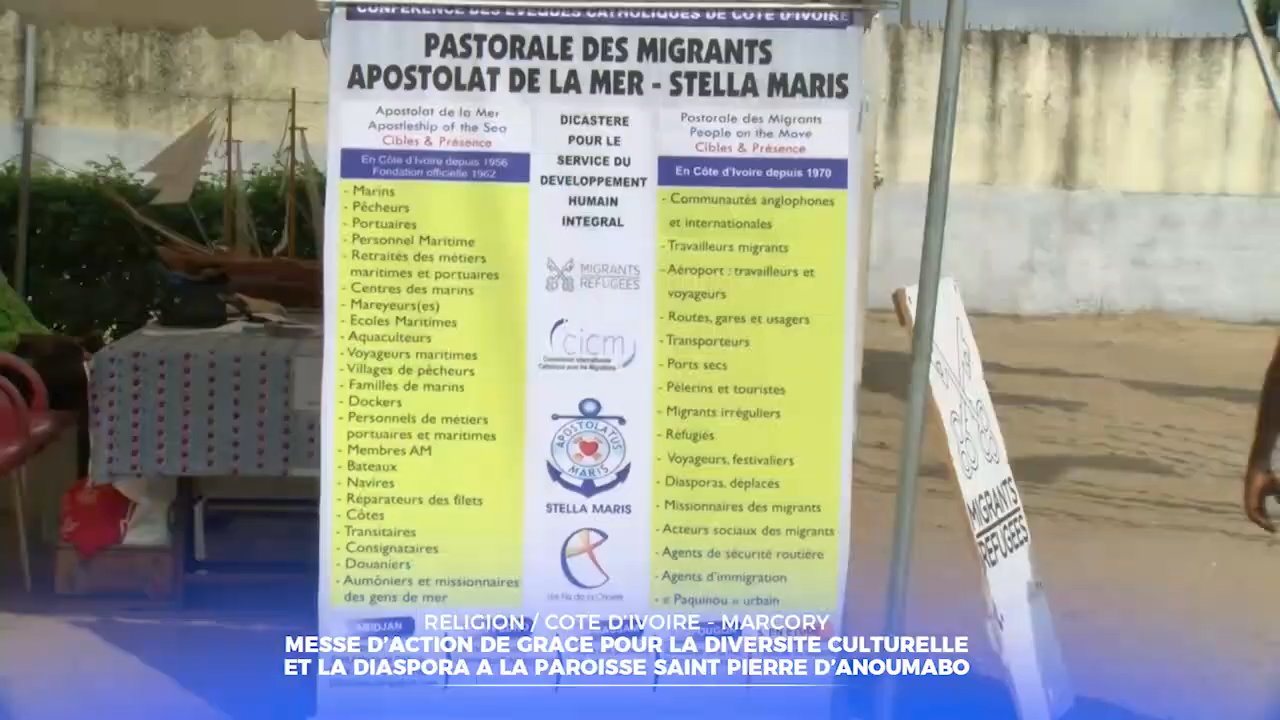 CONFERENCE DES EVEQUES CATHOLIQUES DE COTE D'IVOIRE
PASTORALE DES MIGRANTS
APOSTOLAT DE LA MER - STELLA MARIS
Apostolat de la Mer
Apostleship of the Sea
Cibles & Présence
En Côte d'Ivoire depuis 1956
Fondation officielle 1962
- Marins
- Pêcheurs
- Portuaires
- Personnel Maritime
- Retraités des métiers
maritimes et portuaires
- Centres des marins
- Mareyeurs(es)
- Ecoles Maritimes
- Aquaculteurs
- Voyageurs maritimes
- Villages de pêcheurs
- Familles de marins
- Dockers
- Personnels de métiers
portuaires et maritimes
- Membres AM
- Bateaux
- Navires
- Réparateurs des filets
- Côtes
- Transitaires
- Consignataires
- Douaniers
- Aumôniers et missionnaires
des gens de mer
DICASTERE
POUR LE
SERVICE DU
DEVELOPPEMENT
HUMAIN
INTEGRAL
MIGRANTS
REFUGEES
cicm
APOSTOLATUS
MARIS
STELLA MARIS
Pastorale des Migrants
People on the Move
Cibles & Présence
En Côte d'Ivoire depuis 1970
- Communautés anglophones
et internationales
- Travailleurs migrants
- Aéroport : travailleurs et
voyageurs
- Routes, gares et usagers
- Transporteurs
- Ports secs
- Pèlerins et touristes
- Migrants irréguliers
- Réfugiés
- Voyageurs, festivaliers
- Diasporas, déplacés
- Missionnaires des migrants
- Acteurs sociaux des migrants
- Agents de sécurité routière
- Agents d'immigration
- « Paquinou » urbain
MIGRANTS
REFUGEES
RELIGION / COTE D'IVOIRE - MARCORY
MESSE D'ACTION DE GRACE POUR LA DIVERSITE CULTURELLE
ET LA DIASPORA A LA PAROISSE SAINT PIERRE D'ANOUMABO